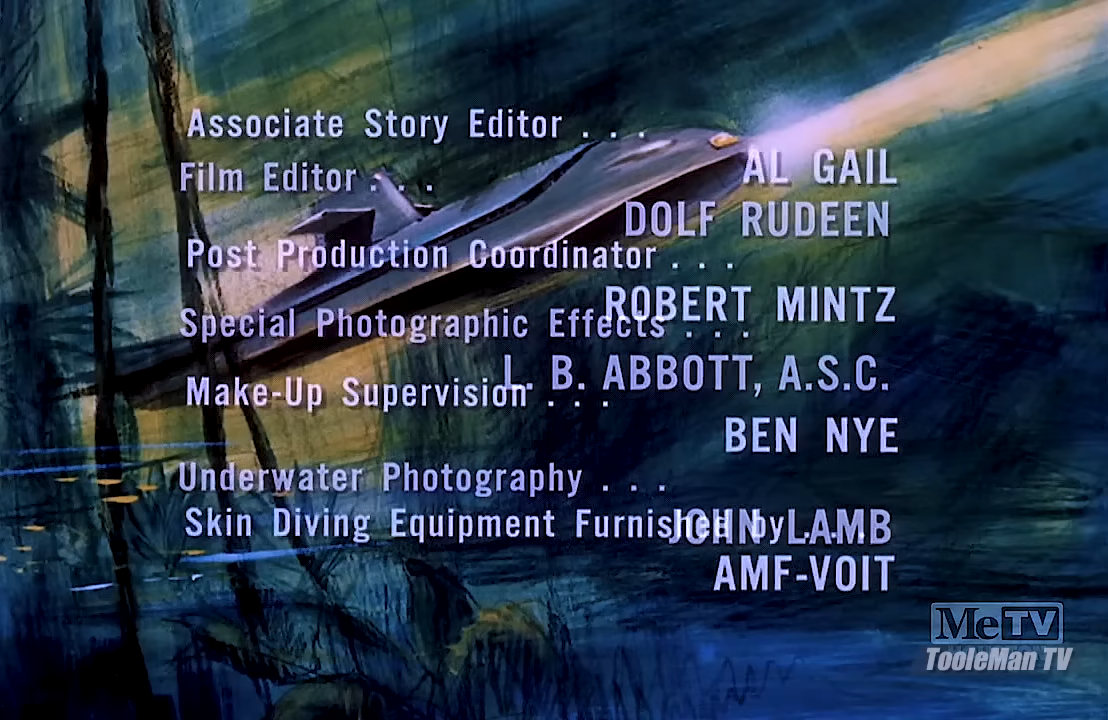 Associate Story Editor . . .
AL GAIL
Film Editor . . .
DOLF RUDEEN
Post Production Coordinator . . .
ROBERT MINTZ
Special Photographic Effects . . .
L. B. ABBOTT, A.S.C.
Make-Up Supervision . . .
BEN NYE
Underwater Photography . . .
JOHN LAMB
Skin Diving Equipment Furnished by . . .
AMF-VOIT
MeTV
TooleMan TV